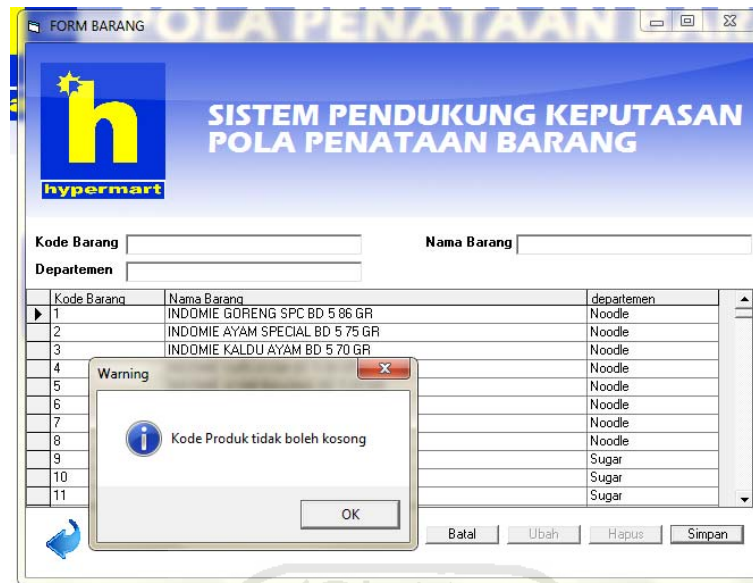 POLA PENATAAN BA
FORM BARANG
h
hypermart
SISTEM PENDUKUNG KEPUTASAN
POLA PENATAAN BARANG
Kode Barang
Nama Barang
Departemen
Kode Barang Nama Barang departemen
1 INDOMIE GORENG SPC BD 5 86 GR Noodle
2 INDOMIE AYAM SPECIAL BD 5 75 GR Noodle
3 INDOMIE KALDU AYAM BD 5 70 GR Noodle
4 Noodle
5 Noodle
6 Noodle
7 Noodle
8 Noodle
9 Sugar
10 Sugar
11 Sugar
Warning
Kode Produk tidak boleh kosong
OK
Batal Ubah Hapus Simpan